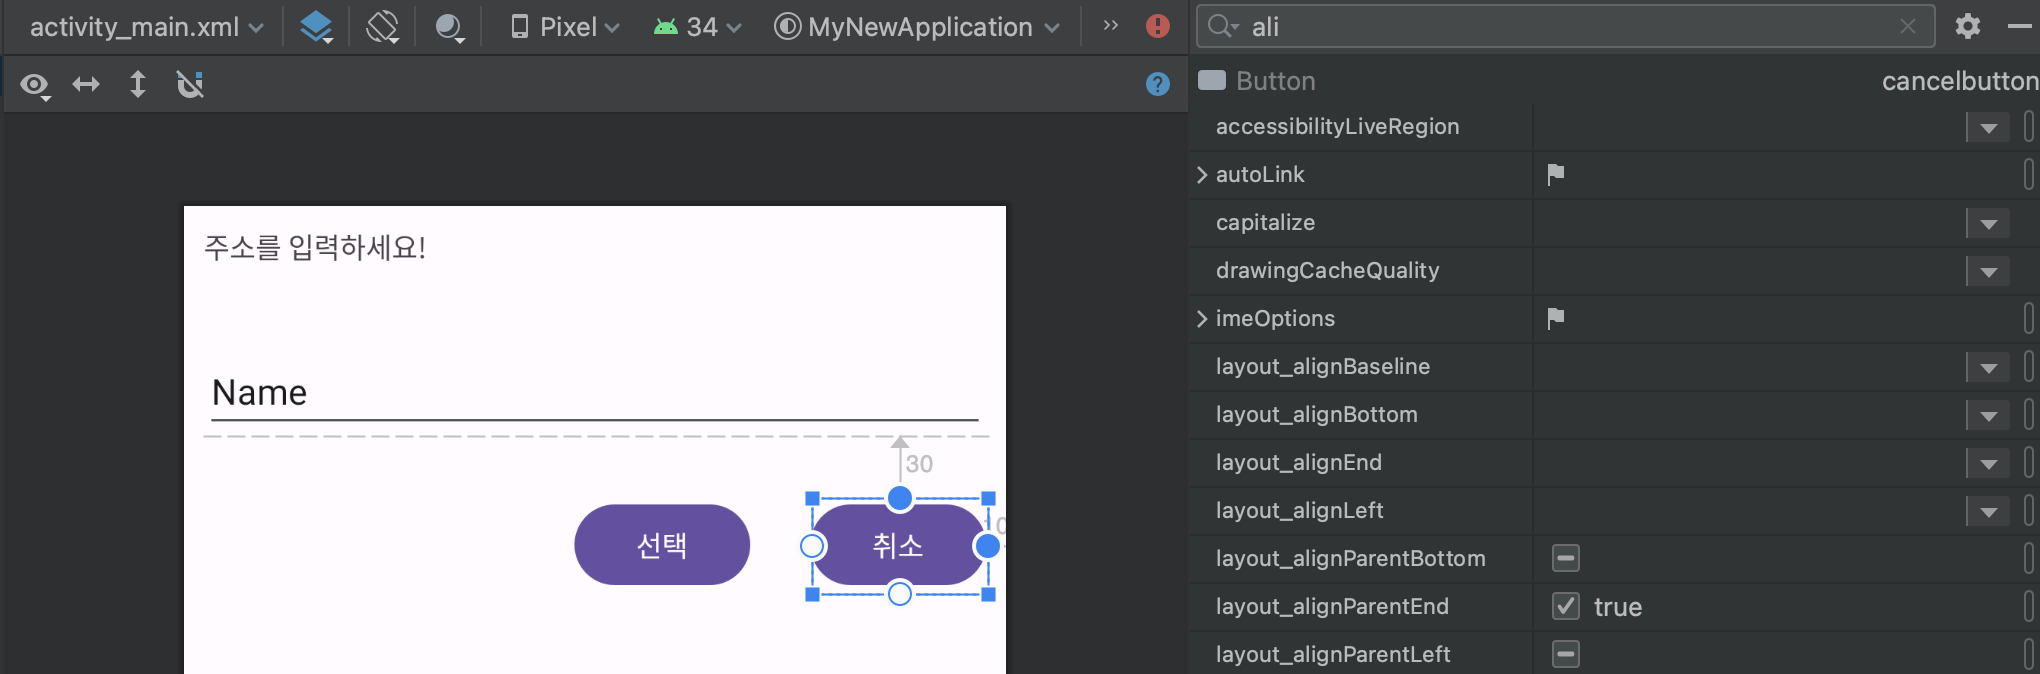 activity_main.xml Pixel 34 MyNewApplication
ali
Button cancelbutton
accessibilityLiveRegion
autoLink
capitalize
drawingCacheQuality
imeOptions
layout_alignBaseline
layout_alignBottom
layout_alignEnd
layout_alignLeft
layout_alignParentBottom
layout_alignParentEnd true
layout_alignParentLeft
주소를 입력하세요!
Name
30
선택 취소